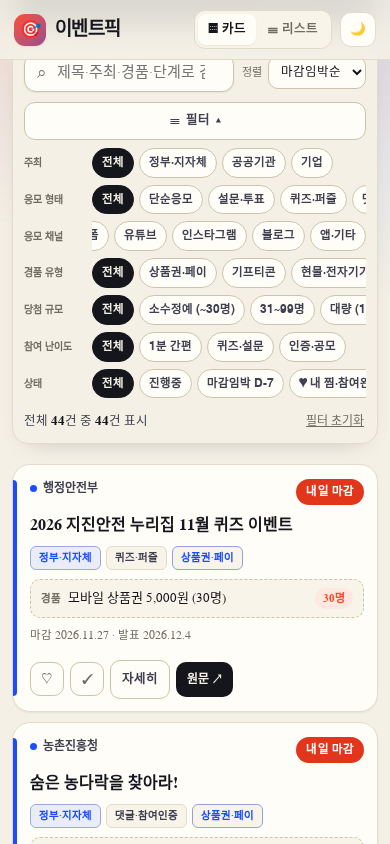 이벤트픽
카드
리스트
제목·주최·경품·단계로 검
정렬
마감임박순
필터 ▴
주최 전체 정부·지자체 공공기관 기업
응모 형태 전체 단순응모 설문·투표 퀴즈·퍼즐
응모 채널 유튜브 인스타그램 블로그 앱·기타
경품 유형 전체 상품권·페이 기프티콘 현물·전자기기
당첨 규모 전체 소수정예 (~30명) 31~99명 대량 (1
참여 난이도 전체 1분 간편 퀴즈·설문 인증·공모
상태 전체 진행중 마감임박 D-7 ♥내 찜·참여완
전체 44건 중 44건 표시
필터 초기화
행정안전부
내일 마감
2026 지진안전 누리집 11월 퀴즈 이벤트
정부·지자체 퀴즈·퍼즐 상품권·페이
경품 모바일 상품권 5,000원 (30명) 30명
마감 2026.11.27 · 발표 2026.12.4
♡ ✓ 자세히 원문 ↗
농촌진흥청
내일 마감
숨은 농다락을 찾아라!
정부·지자체 댓글·참여인증 상품권·페이